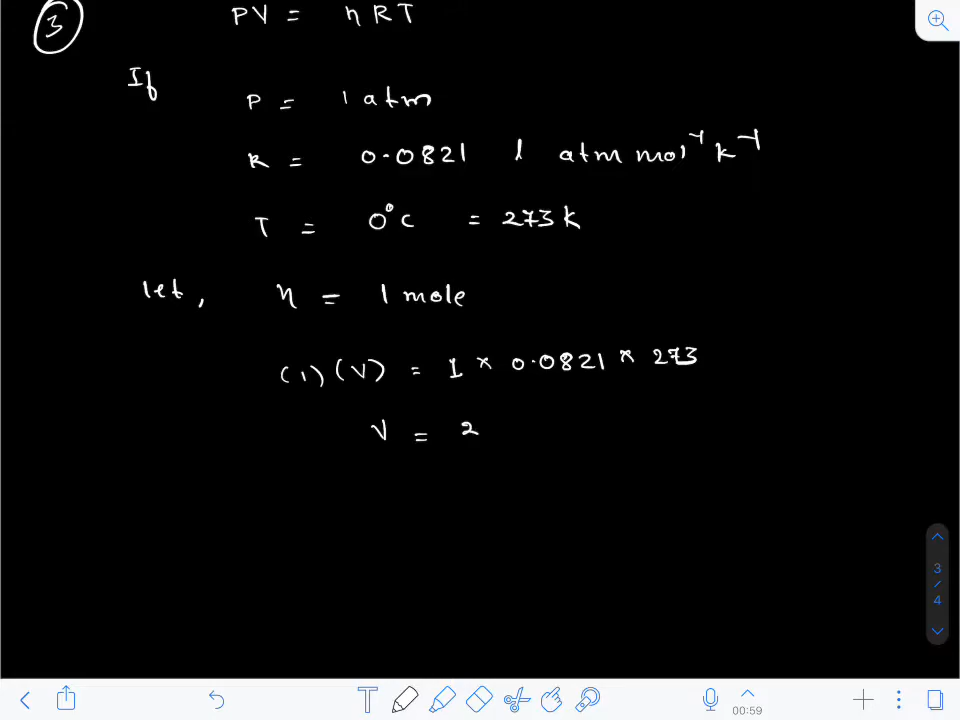 3
PV = nRT
If
P = 1 atm
R = 0.0821 l atm mol⁻¹ k⁻¹
T = 0°c = 273 k
let, n = 1 mole
(1) (V) = 1 × 0.0821 × 273
V = 2
3
/
4
T
00:59